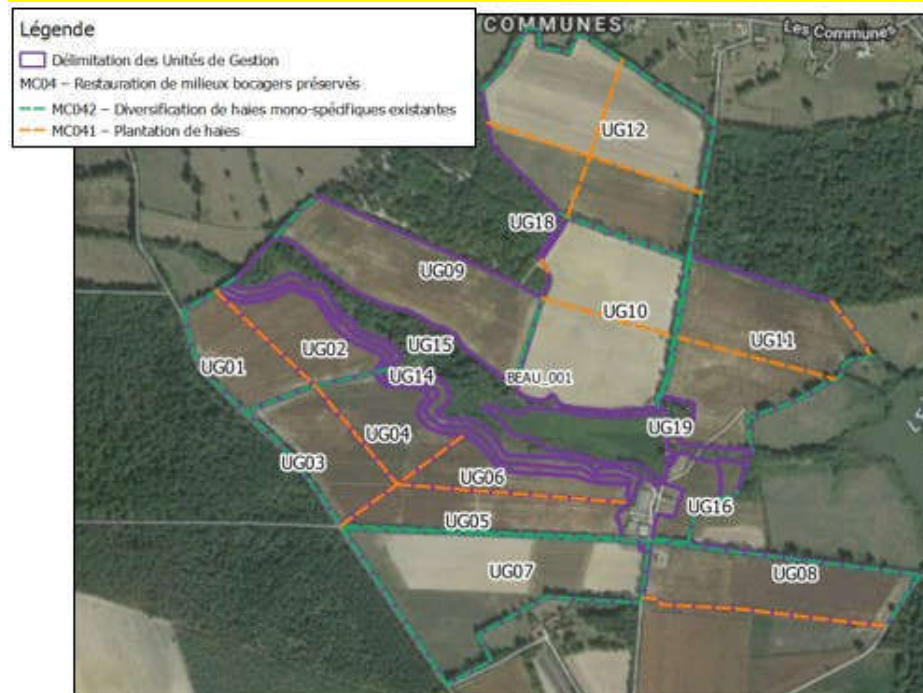 Légende
Délimitation des Unités de Gestion
MC04 – Restauration de milieux bocagers préservés
MC042 – Diversification de haies mono-spécifiques existantes
MC041 – Plantation de haies
COMMUNES
Les Communes
UG12
UG18
UG09
UG10
UG11
UG15
UG02
UG01
UG14
BEAU_001
UG19
UG04
UG03
UG06
UG16
UG05
UG07
UG08